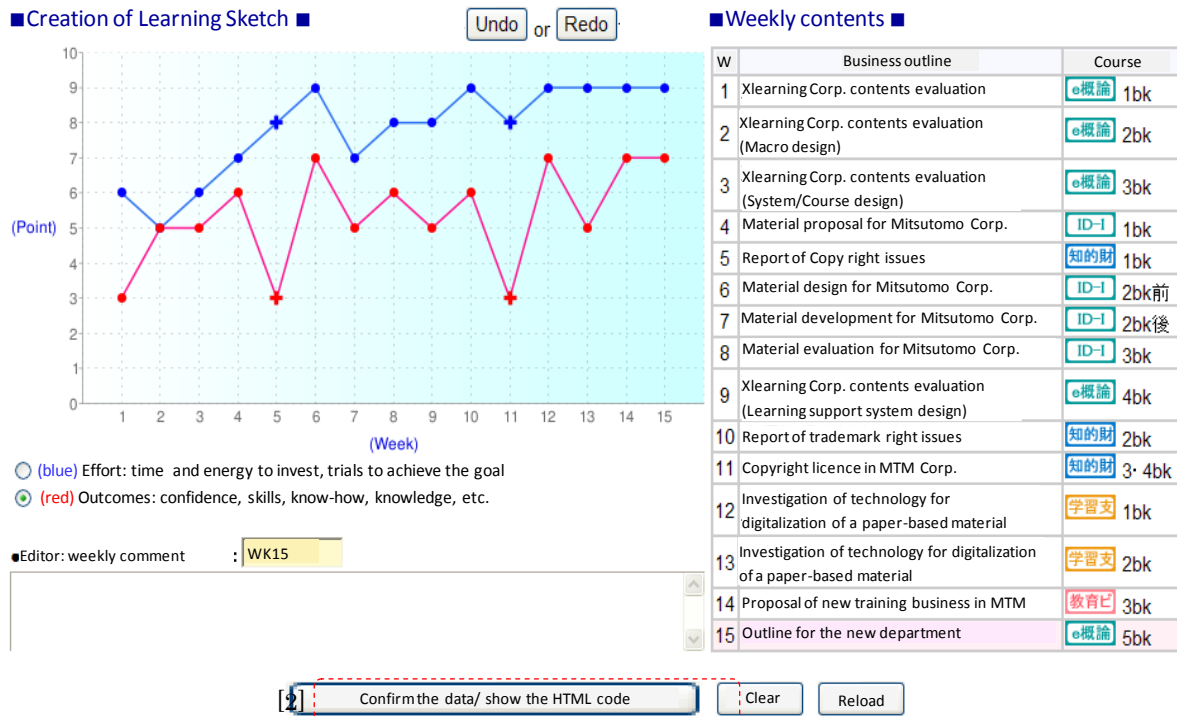 ■Creation of Learning Sketch ■
Undo or Redo
10
9
8
7
6
(Point) 5
4
3
2
1
0
1 2 3 4 5 6 7 8 9 10 11 12 13 14 15
(Week)
(blue) Effort: time and energy to invest, trials to achieve the goal
(red) Outcomes: confidence, skills, know-how, knowledge, etc.
●Editor: weekly comment : WK15
■Weekly contents ■
W Business outline Course
1 Xlearning Corp. contents evaluation e概論 1bk
2 Xlearning Corp. contents evaluation
(Macro design) e概論 2bk
3 Xlearning Corp. contents evaluation
(System/Course design) e概論 3bk
4 Material proposal for Mitsutomo Corp. ID-I 1bk
5 Report of Copy right issues 知的財 1bk
6 Material design for Mitsutomo Corp. ID-I 2bk前
7 Material development for Mitsutomo Corp. ID-I 2bk後
8 Material evaluation for Mitsutomo Corp. ID-I 3bk
9 Xlearning Corp. contents evaluation
(Learning support system design) e概論 4bk
10 Report of trademark right issues 知的財 2bk
11 Copyright licence in MTM Corp. 知的財 3・4bk
12 Investigation of technology for
digitalization of a paper-based material 学習支 1bk
13 Investigation of technology for digitalization
of a paper-based material 学習支 2bk
14 Proposal of new training business in MTM 教育ビ 3bk
15 Outline for the new department e概論 5bk
[2] Confirm the data/ show the HTML code Clear Reload